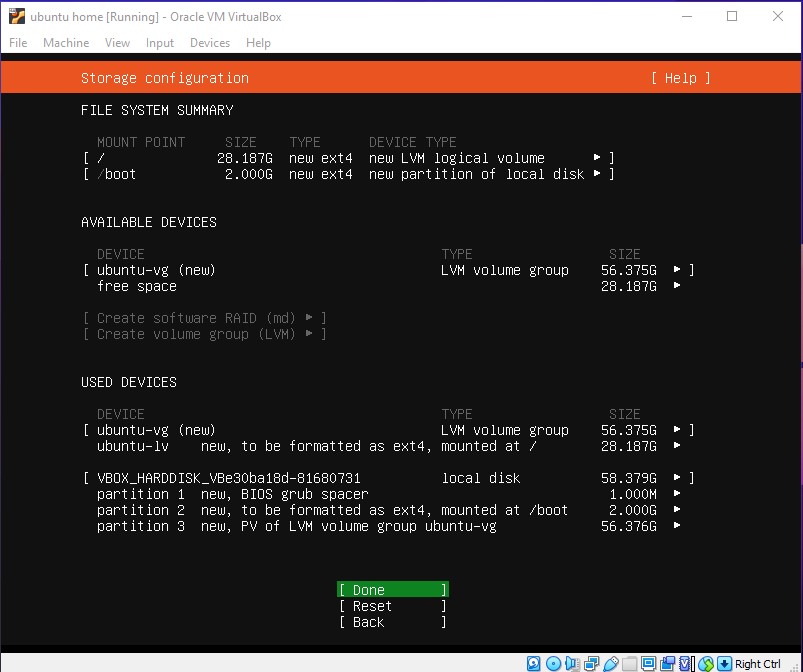 ubuntu home [Running] - Oracle VM VirtualBox
File Machine View Input Devices Help
Storage configuration [ Help ]
FILE SYSTEM SUMMARY
MOUNT POINT SIZE TYPE DEVICE TYPE
[ / 28.187G new ext4 new LVM logical volume ▸ ]
[ /boot 2.000G new ext4 new partition of local disk ▸ ]
AVAILABLE DEVICES
DEVICE TYPE SIZE
[ ubuntu-vg (new) LVM volume group 56.375G ▸ ]
free space 28.187G ▸
[ Create software RAID (md) ▸ ]
[ Create volume group (LVM) ▸ ]
USED DEVICES
DEVICE TYPE SIZE
[ ubuntu-vg (new) LVM volume group 56.375G ▸ ]
ubuntu-lv new, to be formatted as ext4, mounted at / 28.187G ▸
[ VBOX_HARDDISK_VBe30ba18d-81680731 local disk 58.379G ▸ ]
partition 1 new, BIOS grub spacer 1.000M ▸
partition 2 new, to be formatted as ext4, mounted at /boot 2.000G ▸
partition 3 new, PV of LVM volume group ubuntu-vg 56.376G ▸
[ Done ]
[ Reset ]
[ Back ]
Right Ctrl